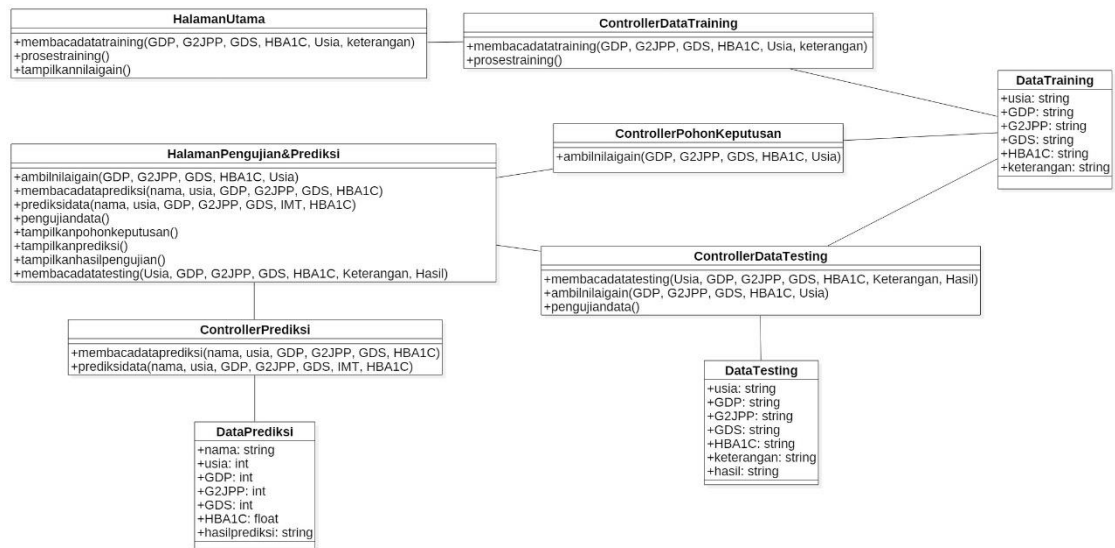 HalamanUtama
+membacadatatraining(GDP, G2JPP, GDS, HBA1C, Usia, keterangan)
+prosestraining()
+tampilkannilaigain()
ControllerDataTraining
+membacadatatraining(GDP, G2JPP, GDS, HBA1C, Usia, keterangan)
+prosestraining()
DataTraining
+usia: string
+GDP: string
+G2JPP: string
+GDS: string
+HBA1C: string
+keterangan: string
ControllerPohonKeputusan
+ambilnilaigain(GDP, G2JPP, GDS, HBA1C, Usia)
HalamanPengujian&Prediksi
+ambilnilaigain(GDP, G2JPP, GDS, HBA1C, Usia)
+membacadataprediksi(nama, usia, GDP, G2JPP, GDS, HBA1C)
+prediksidata(nama, usia, GDP, G2JPP, GDS, IMT, HBA1C)
+pengujiandata()
+tampilkanpohonkeputusan()
+tampilkanprediksi()
+tampilkanhasilpengujian()
+membacadatatesting(Usia, GDP, G2JPP, GDS, HBA1C, Keterangan, Hasil)
ControllerDataTesting
+membacadatatesting(Usia, GDP, G2JPP, GDS, HBA1C, Keterangan, Hasil)
+ambilnilaigain(GDP, G2JPP, GDS, HBA1C, Usia)
+pengujiandata()
ControllerPrediksi
+membacadataprediksi(nama, usia, GDP, G2JPP, GDS, HBA1C)
+prediksidata(nama, usia, GDP, G2JPP, GDS, IMT, HBA1C)
DataTesting
+usia: string
+GDP: string
+G2JPP: string
+GDS: string
+HBA1C: string
+keterangan: string
+hasil: string
DataPrediksi
+nama: string
+usia: int
+GDP: int
+G2JPP: int
+GDS: int
+HBA1C: float
+hasilprediksi: string